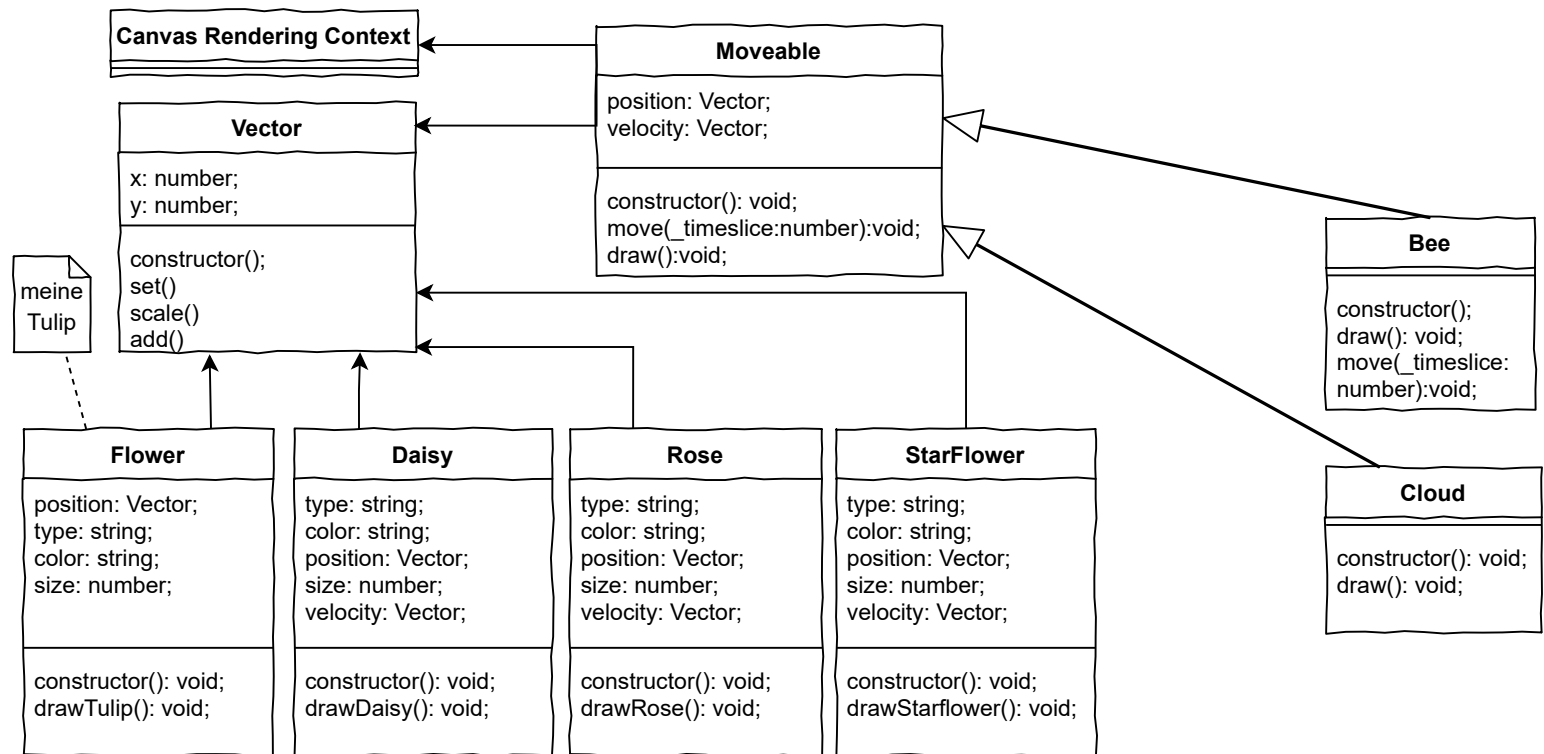 Canvas Rendering Context
Moveable
position: Vector;
velocity: Vector;
constructor(): void;
move(_timeslice:number):void;
draw():void;
Vector
x: number;
y: number;
constructor();
set()
scale()
add()
meine
Tulip
Bee
constructor();
draw(): void;
move(_timeslice:
number):void;
Flower
position: Vector;
type: string;
color: string;
size: number;
constructor(): void;
drawTulip(): void;
Daisy
type: string;
color: string;
position: Vector;
size: number;
velocity: Vector;
constructor(): void;
drawDaisy(): void;
Rose
type: string;
color: string;
position: Vector;
size: number;
velocity: Vector;
constructor(): void;
drawRose(): void;
StarFlower
type: string;
color: string;
position: Vector;
size: number;
velocity: Vector;
constructor(): void;
drawStarflower(): void;
Cloud
constructor(): void;
draw(): void;